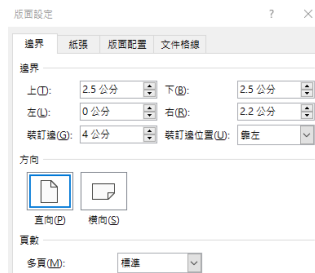 版面設定 ? ×
邊界 紙張 版面配置 文件格線
邊界
上(T): 2.5 公分 下(B): 2.5 公分
左(L): 0 公分 右(R): 2.2 公分
裝訂邊(G): 4 公分 裝訂邊位置(U): 靠左
方向
直向(P) 橫向(S)
頁數
多頁(M): 標準